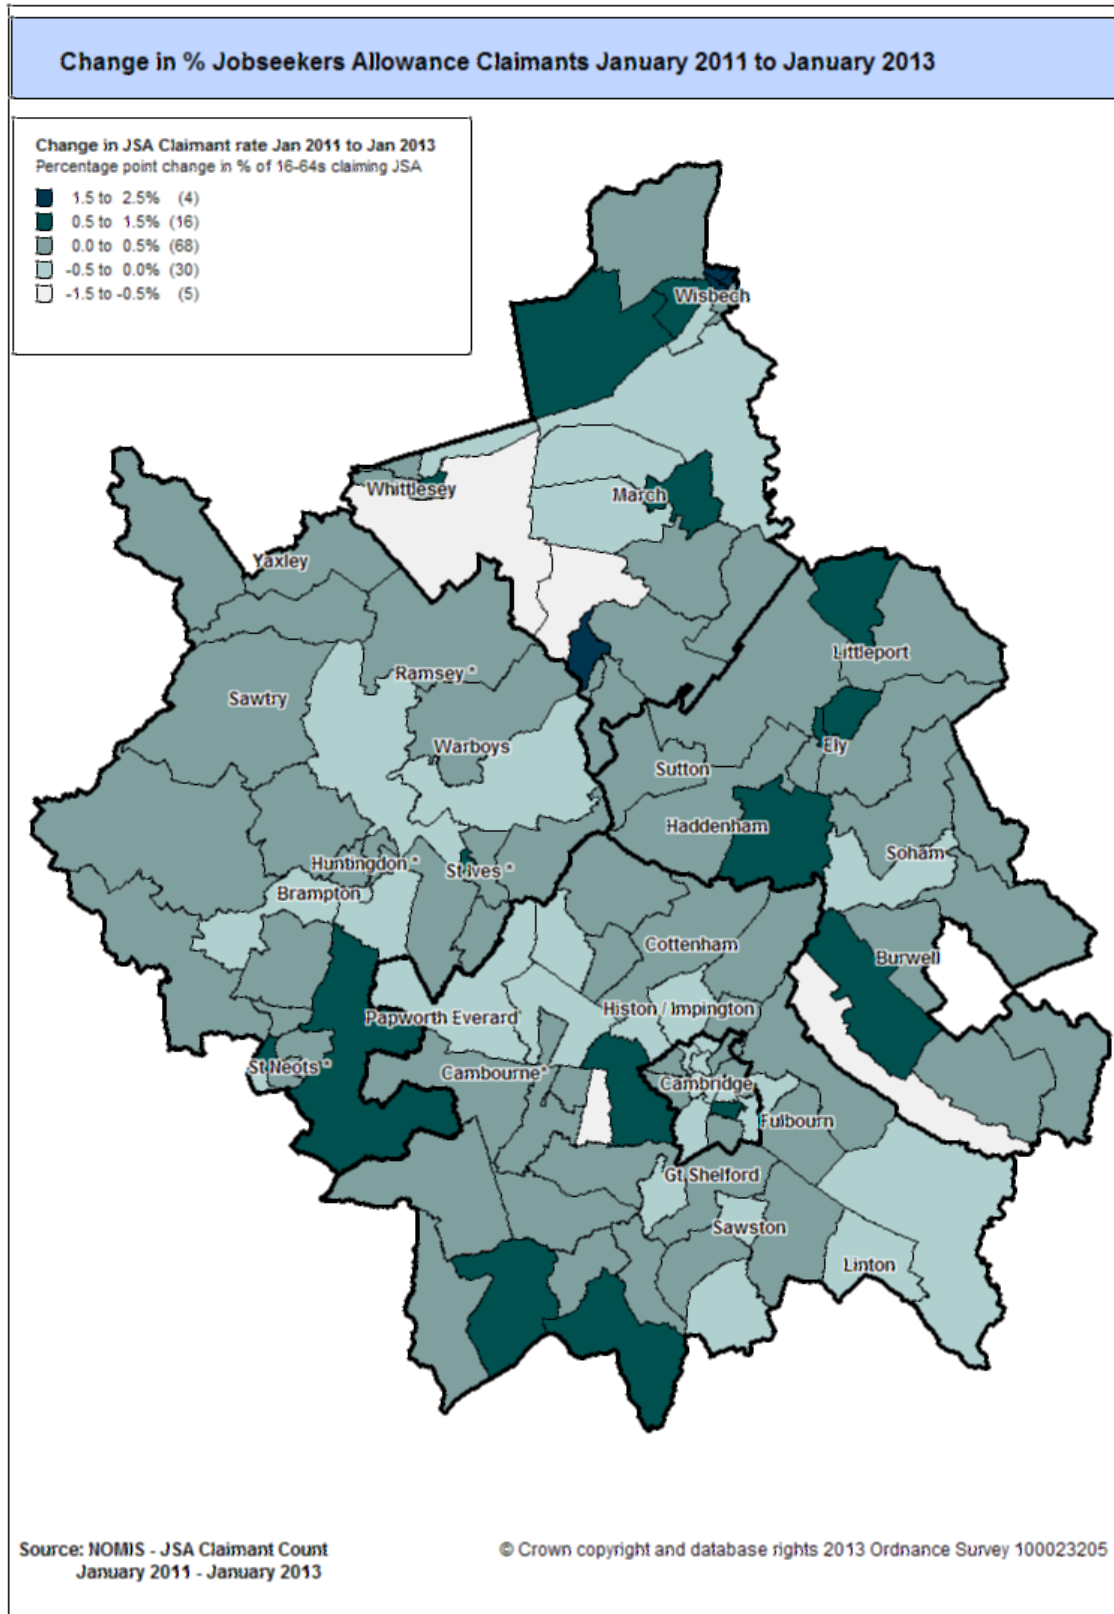 Change in % Jobseekers Allowance Claimants January 2011 to January 2013
Change in JSA Claimant rate Jan 2011 to Jan 2013
Percentage point change in % of 16-64s claiming JSA
1.5 to 2.5% (4)
0.5 to 1.5% (16)
0.0 to 0.5% (68)
-0.5 to 0.0% (30)
-1.5 to -0.5% (5)
Wisbech
Whittlesey
March
Yaxley
Littleport
Ramsey *
Sawtry
Warboys
Ely
Sutton
Haddenham
Soham
Huntingdon *
St Ives *
Brampton
Cottenham
Burwell
Papworth Everard
Histon / Impington
St Neots *
Cambourne*
Cambridge
Fulbourn
Gt Shelford
Sawston
Linton
Source: NOMIS - JSA Claimant Count
January 2011 - January 2013
© Crown copyright and database rights 2013 Ordnance Survey 100023205